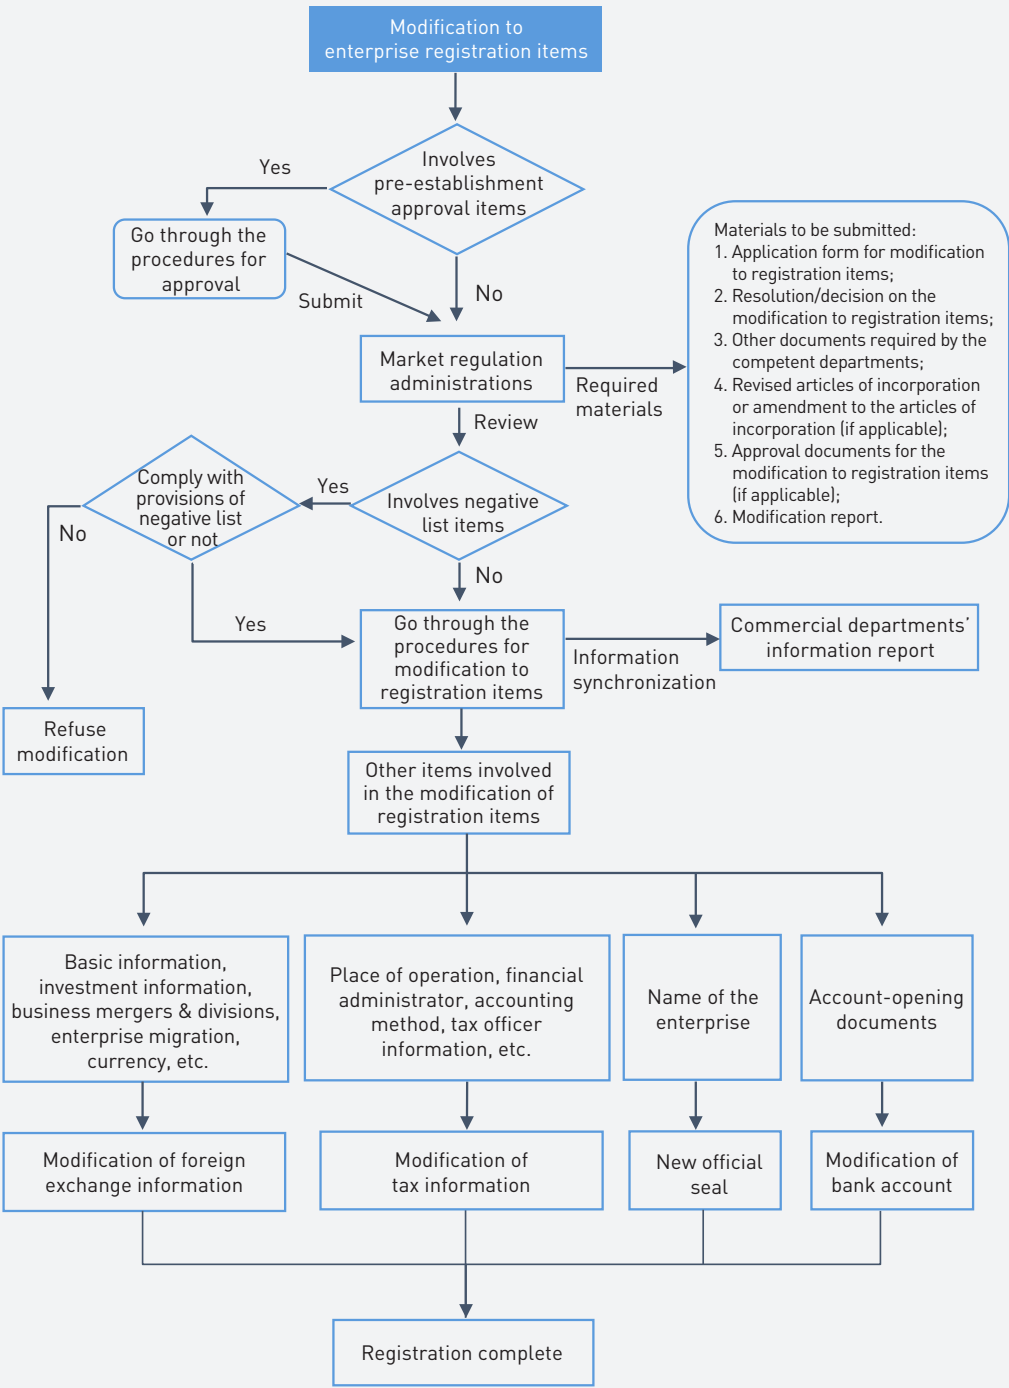 Modification to
enterprise registration items
Involves
pre-establishment
approval items
Yes
Go through the
procedures for
approval
Submit
No
Materials to be submitted:
1. Application form for modification
to registration items;
2. Resolution/decision on the
modification to registration items;
3. Other documents required by the
competent departments;
4. Revised articles of incorporation
or amendment to the articles of
incorporation (if applicable);
5. Approval documents for the
modification to registration items
(if applicable);
6. Modification report.
Market regulation
administrations
Required
materials
Review
Involves negative
list items
Yes
Comply with
provisions of
negative list
or not
No
No
Yes
Go through the
procedures for
modification to
registration items
Information
synchronization
Commercial departments’
information report
Refuse
modification
Other items involved
in the modification of
registration items
Basic information,
investment information,
business mergers & divisions,
enterprise migration,
currency, etc.
Place of operation, financial
administrator, accounting
method, tax officer
information, etc.
Name of the
enterprise
Account-opening
documents
Modification of foreign
exchange information
Modification of
tax information
New official
seal
Modification of
bank account
Registration complete